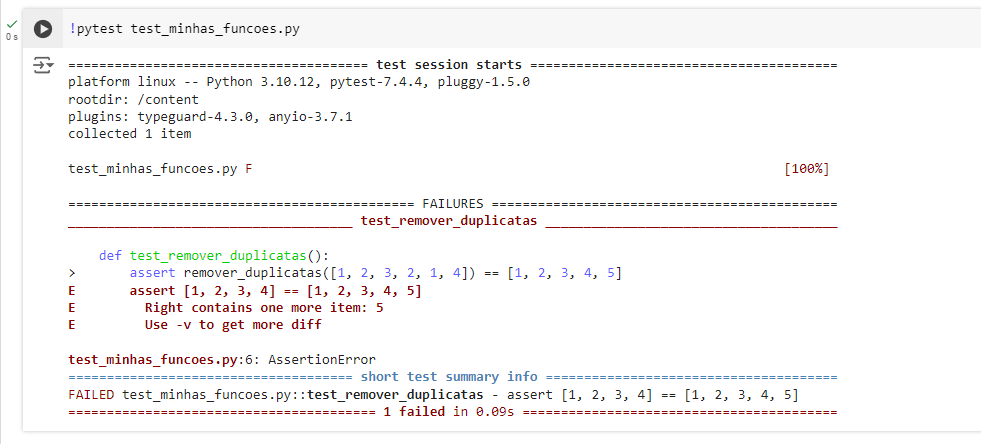 !pytest test_minhas_funcoes.py
0 s
====================================== test session starts =======================================
platform linux -- Python 3.10.12, pytest-7.4.4, pluggy-1.5.0
rootdir: /content
plugins: typeguard-4.3.0, anyio-3.7.1
collected 1 item
test_minhas_funcoes.py F [100%]
============================================ FAILURES ============================================
____________________________________ test_remover_duplicatas _____________________________________
def test_remover_duplicatas():
> assert remover_duplicatas([1, 2, 3, 2, 1, 4]) == [1, 2, 3, 4, 5]
E assert [1, 2, 3, 4] == [1, 2, 3, 4, 5]
E Right contains one more item: 5
E Use -v to get more diff
test_minhas_funcoes.py:6: AssertionError
==================================== short test summary info =====================================
FAILED test_minhas_funcoes.py::test_remover_duplicatas - assert [1, 2, 3, 4] == [1, 2, 3, 4, 5]
======================================= 1 failed in 0.09s ========================================